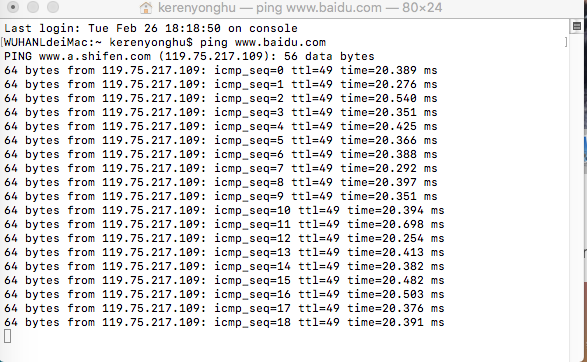 kerenyonghu — ping www.baidu.com — 80×24
Last login: Tue Feb 26 18:18:50 on console
[WUHANLdeiMac:~ kerenyonghu$ ping www.baidu.com
PING www.a.shifen.com (119.75.217.109): 56 data bytes
64 bytes from 119.75.217.109: icmp_seq=0 ttl=49 time=20.389 ms
64 bytes from 119.75.217.109: icmp_seq=1 ttl=49 time=20.276 ms
64 bytes from 119.75.217.109: icmp_seq=2 ttl=49 time=20.540 ms
64 bytes from 119.75.217.109: icmp_seq=3 ttl=49 time=20.351 ms
64 bytes from 119.75.217.109: icmp_seq=4 ttl=49 time=20.425 ms
64 bytes from 119.75.217.109: icmp_seq=5 ttl=49 time=20.366 ms
64 bytes from 119.75.217.109: icmp_seq=6 ttl=49 time=20.388 ms
64 bytes from 119.75.217.109: icmp_seq=7 ttl=49 time=20.292 ms
64 bytes from 119.75.217.109: icmp_seq=8 ttl=49 time=20.397 ms
64 bytes from 119.75.217.109: icmp_seq=9 ttl=49 time=20.351 ms
64 bytes from 119.75.217.109: icmp_seq=10 ttl=49 time=20.394 ms
64 bytes from 119.75.217.109: icmp_seq=11 ttl=49 time=20.698 ms
64 bytes from 119.75.217.109: icmp_seq=12 ttl=49 time=20.254 ms
64 bytes from 119.75.217.109: icmp_seq=13 ttl=49 time=20.413 ms
64 bytes from 119.75.217.109: icmp_seq=14 ttl=49 time=20.382 ms
64 bytes from 119.75.217.109: icmp_seq=15 ttl=49 time=20.482 ms
64 bytes from 119.75.217.109: icmp_seq=16 ttl=49 time=20.503 ms
64 bytes from 119.75.217.109: icmp_seq=17 ttl=49 time=20.376 ms
64 bytes from 119.75.217.109: icmp_seq=18 ttl=49 time=20.391 ms